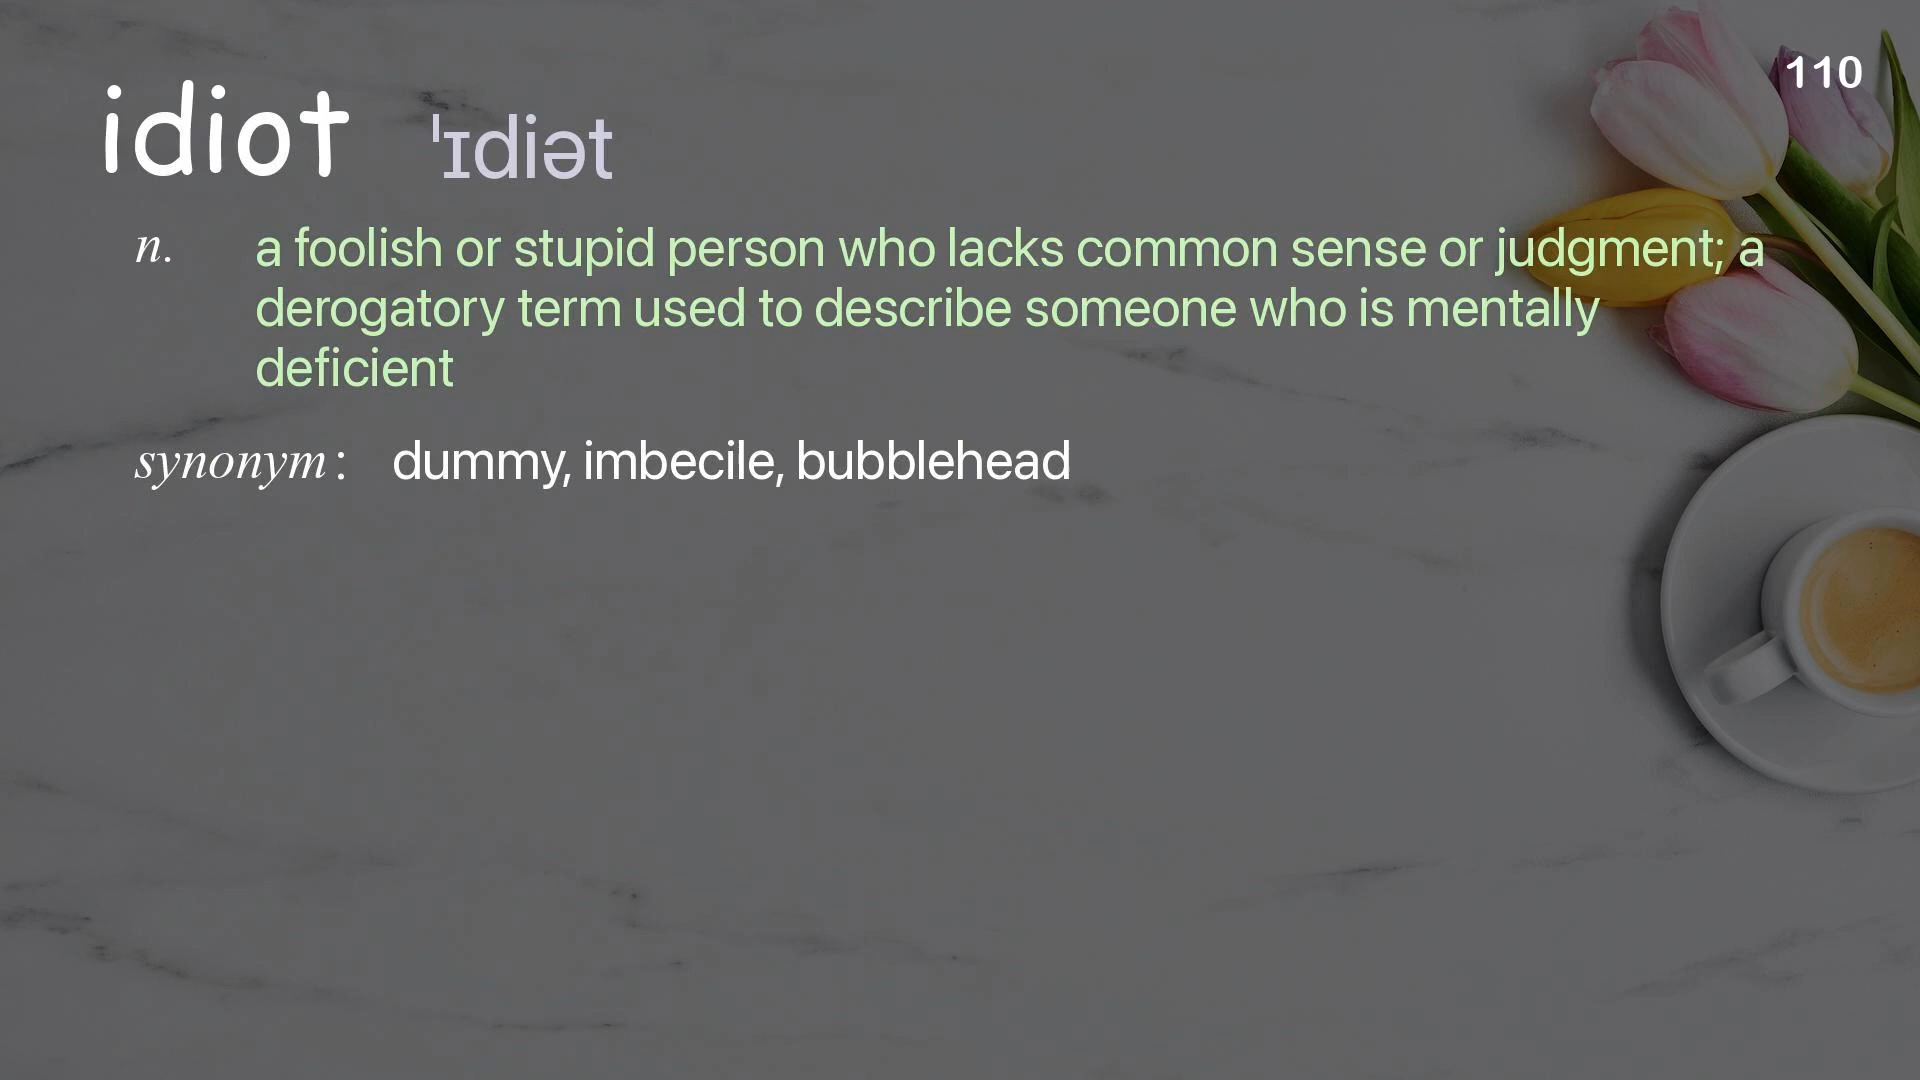 110
idiot ˈɪdiət
n. a foolish or stupid person who lacks common sense or judgment; a
derogatory term used to describe someone who is mentally
deficient
synonym: dummy, imbecile, bubblehead